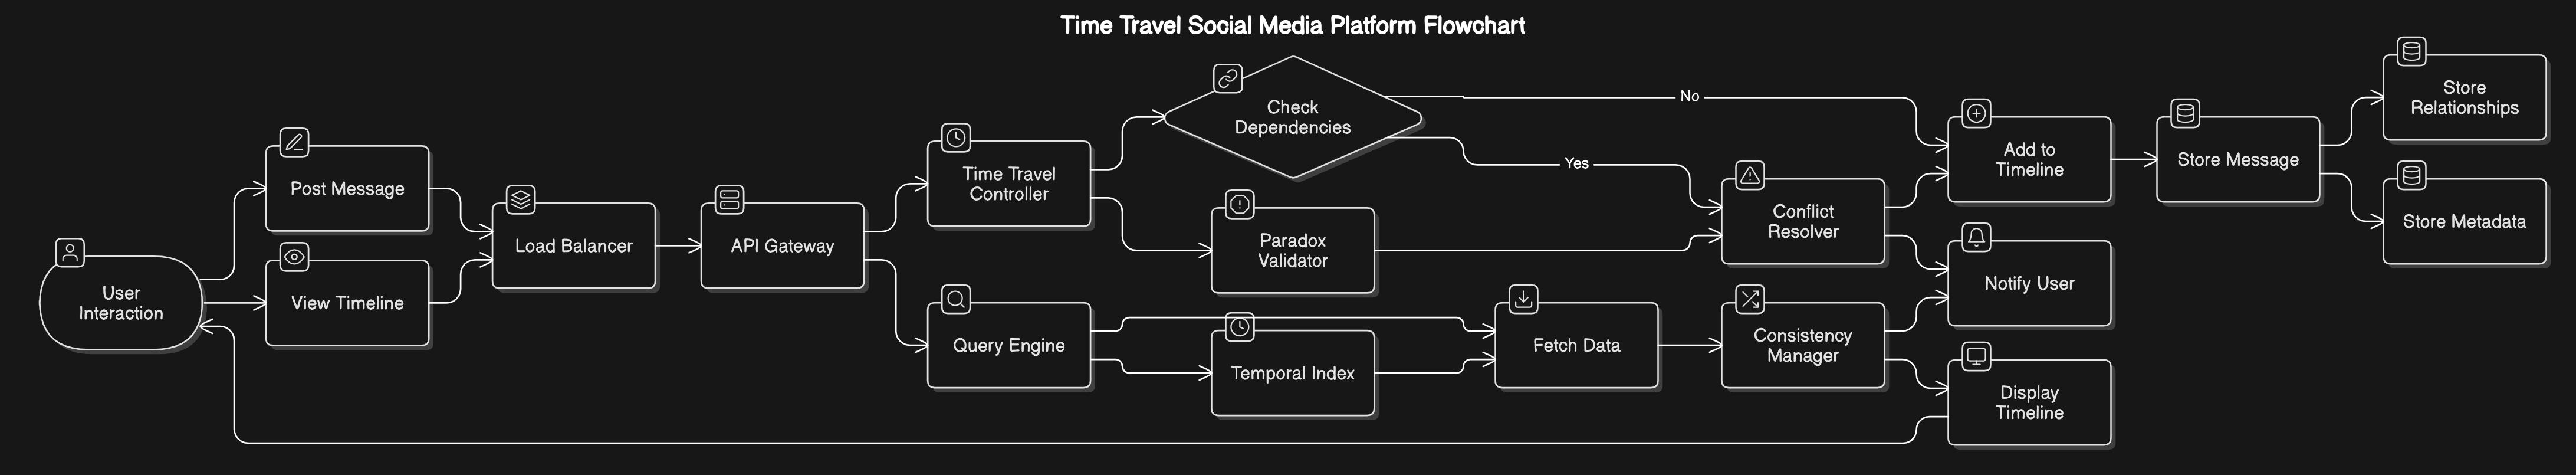 Time Travel Social Media Platform Flowchart
User
Interaction
Post Message
View Timeline
Load Balancer
API Gateway
Time Travel
Controller
Query Engine
Check
Dependencies
Paradox
Validator
Temporal Index
No
Yes
Fetch Data
Conflict
Resolver
Consistency
Manager
Add to
Timeline
Notify User
Display
Timeline
Store Message
Store
Relationships
Store Metadata